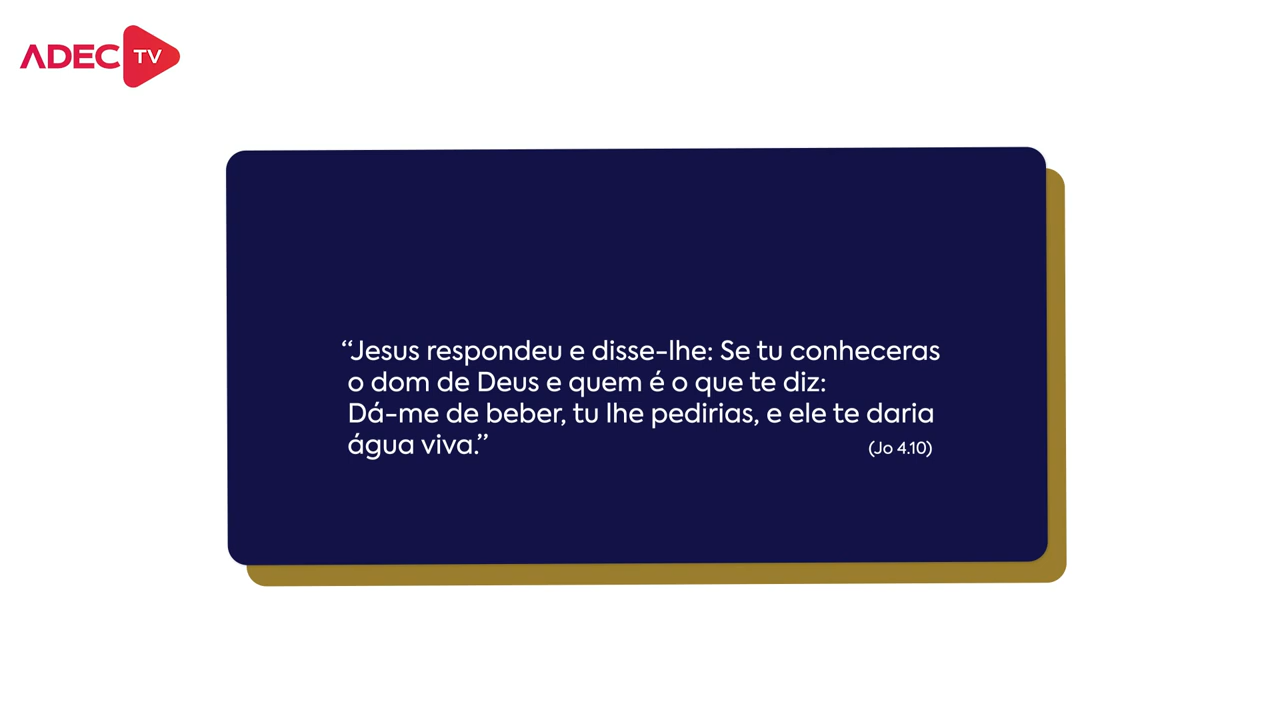 ADEC TV
“Jesus respondeu e disse-lhe: Se tu conheceras
o dom de Deus e quem é o que te diz:
Dá-me de beber, tu lhe pedirias, e ele te daria
água viva.” (Jo 4.10)